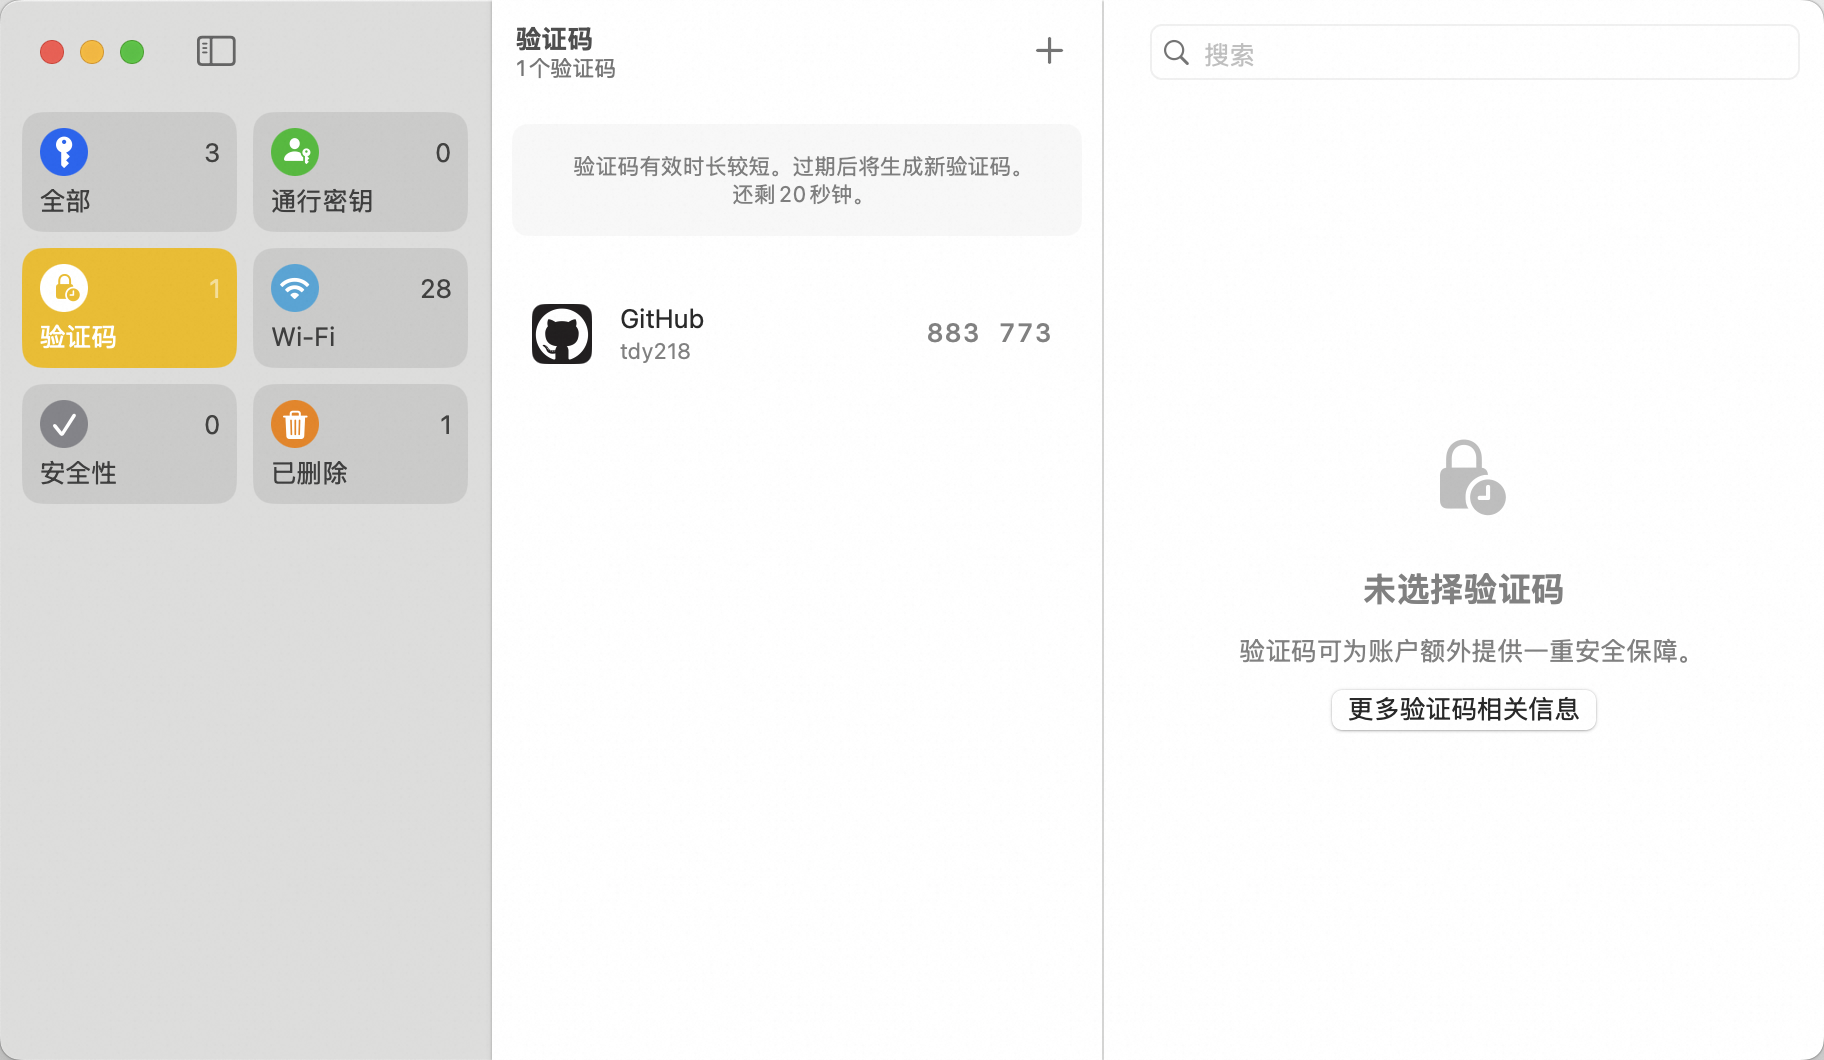 全部
3
通行密钥
0
验证码
1
Wi-Fi
28
安全性
0
已删除
1
验证码
1个验证码
验证码有效时长较短。过期后将生成新验证码。
还剩20秒钟。
GitHub
tdy218
883 773
搜索
未选择验证码
验证码可为账户额外提供一重安全保障。
更多验证码相关信息